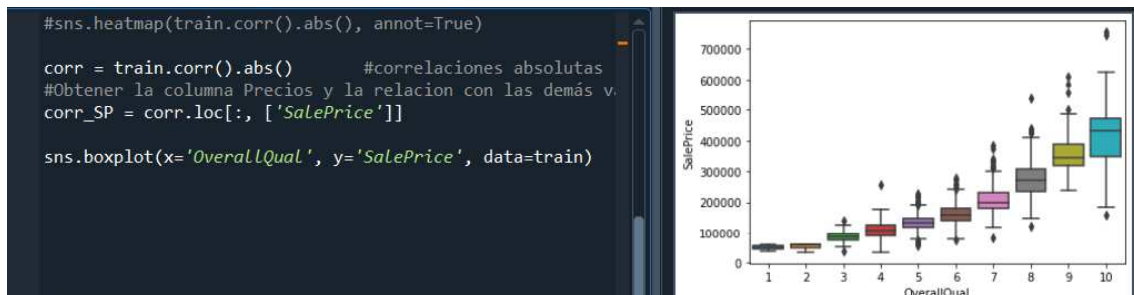 #sns.heatmap(train.corr().abs(), annot=True)
corr = train.corr().abs()       #correlaciones absolutas
#Obtener la columna Precios y la relacion con las demás
corr_SP = corr.loc[:, ['SalePrice']]
sns.boxplot(x='OverallQual', y='SalePrice', data=train)
SalePrice
700000
600000
500000
400000
300000
200000
100000
0
1 2 3 4 5 6 7 8 9 10
OverallQual